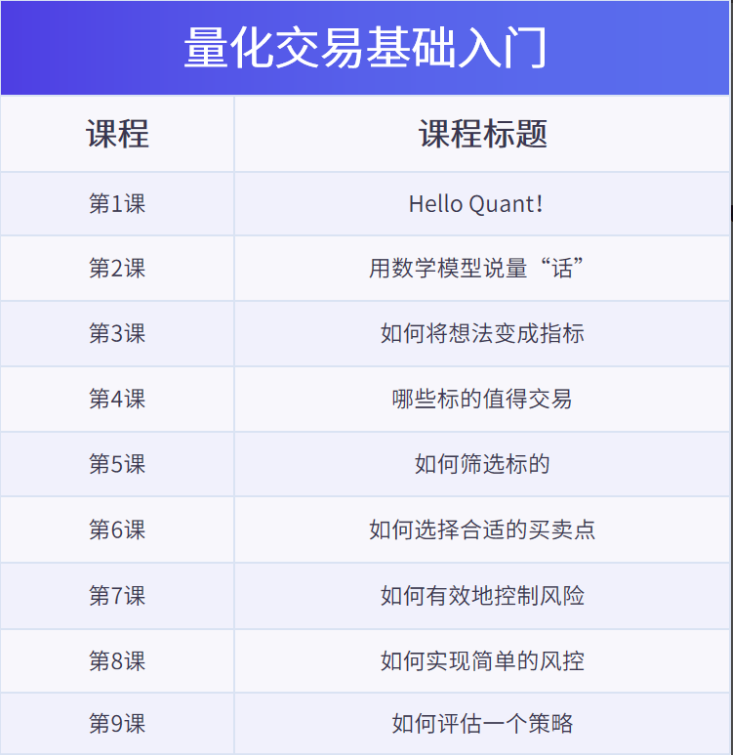 量化交易基础入门
课程 课程标题
第1课 Hello Quant！
第2课 用数学模型说量“话”
第3课 如何将想法变成指标
第4课 哪些标的值得交易
第5课 如何筛选标的
第6课 如何选择合适的买卖点
第7课 如何有效地控制风险
第8课 如何实现简单的风控
第9课 如何评估一个策略